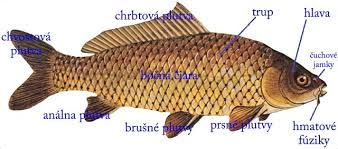 chrbtová plutva
trup
hlava
chvostová
plutva
čuchové
jamky
bočná čiara
análna plutva
brušné plutvy
prsné plutvy
hmatové
fúziky